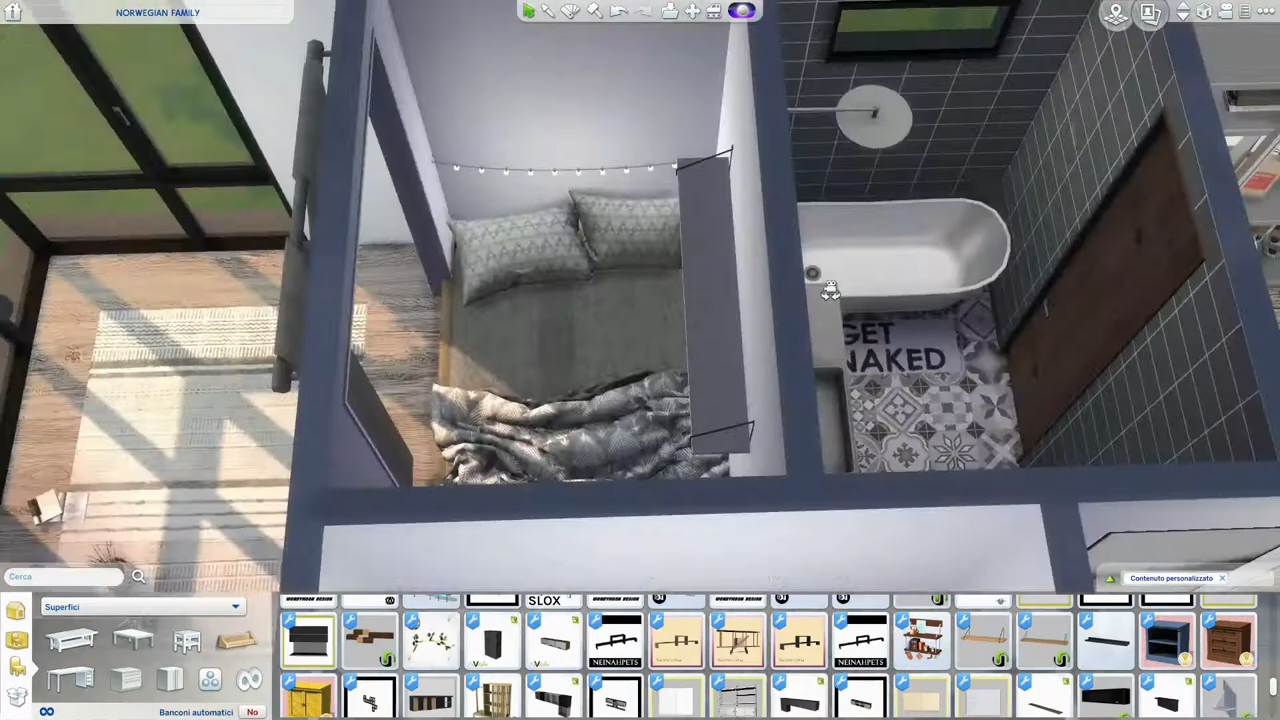 NORWEGIAN FAMILY
GET
NAKED
Cerca
Contenuto personalizzato
Superfici
SLOX
NEINAHPETS
NEINAHPETS
Banconi automatici
No